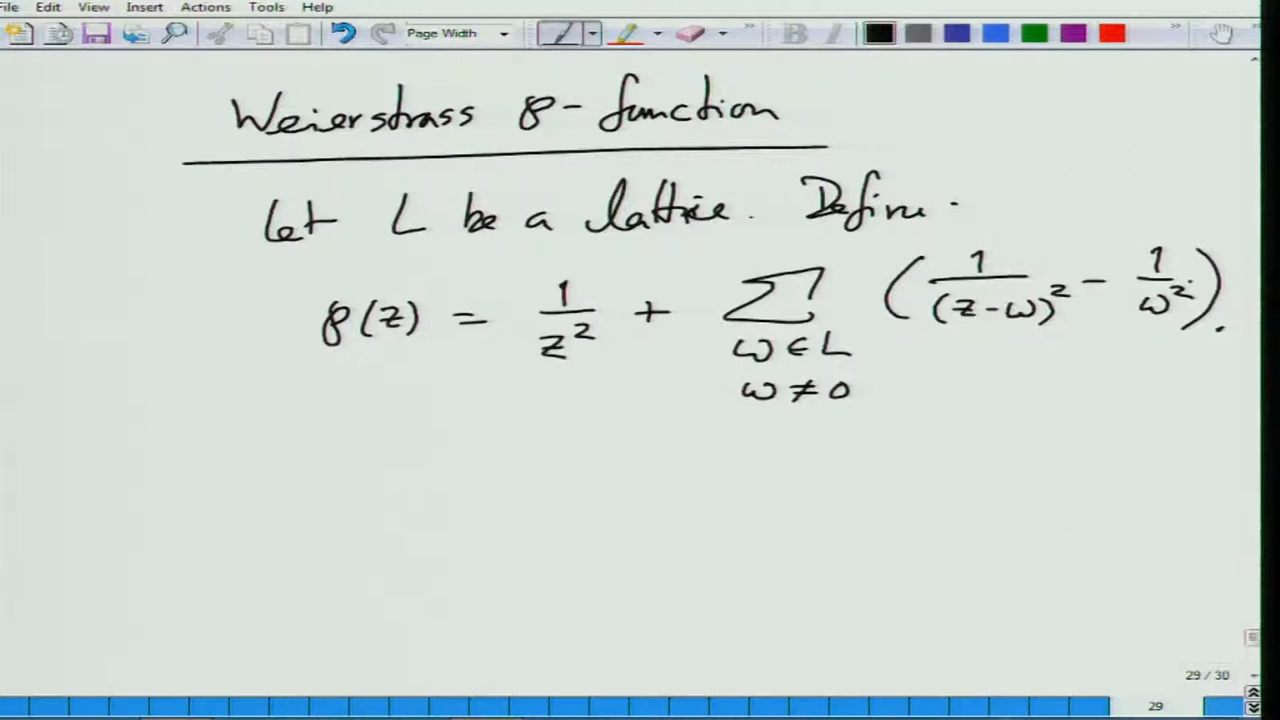 File Edit View Insert Actions Tools Help
Page Width
Weierstrass ℘-function
Let L be a lattice. Define.
℘(z) = 1/z² + ∑ (1/(z-ω)² - 1/ω²).
ω ∈ L
ω ≠ 0
29 / 30
29